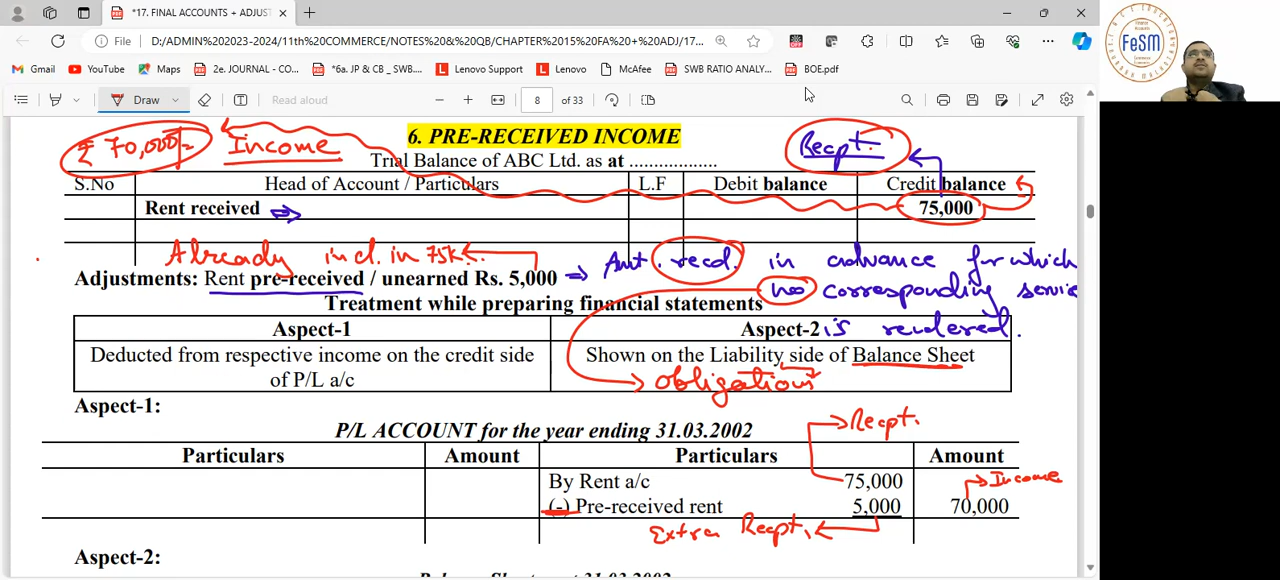 *17. FINAL ACCOUNTS + ADJUST
File
D:/ADMIN%202023-2024/11th%20COMMERCE/NOTES%20&%20QB/CHAPTER%2015%20FA%20+%20ADJ/17...
Gmail YouTube Maps 2e. JOURNAL - CO... *6a. JP & CB _ SWB.... Lenovo Support Lenovo McAfee SWB RATIO ANALY... BOE.pdf
Draw Read aloud 8 of 33
FeSM
₹ 70,000/- Income 6. PRE-RECEIVED INCOME Recpt.
Trial Balance of ABC Ltd. as at ..................
S.No Head of Account / Particulars L.F Debit balance Credit balance
Rent received 75,000
Already incl. in 75k.
Adjustments: Rent pre-received / unearned Rs. 5,000 ⇒ Amt. recd. in advance for which
no corresponding servic
is rendered.
Treatment while preparing financial statements
Aspect-1 Aspect-2
Deducted from respective income on the credit side of P/L a/c
Shown on the Liability side of Balance Sheet
obligations
Aspect-1:
P/L ACCOUNT for the year ending 31.03.2002
Recpt.
Particulars Amount Particulars Amount
By Rent a/c 75,000 Income
(-) Pre-received rent 5,000 70,000
Extra Recpt.
Aspect-2: